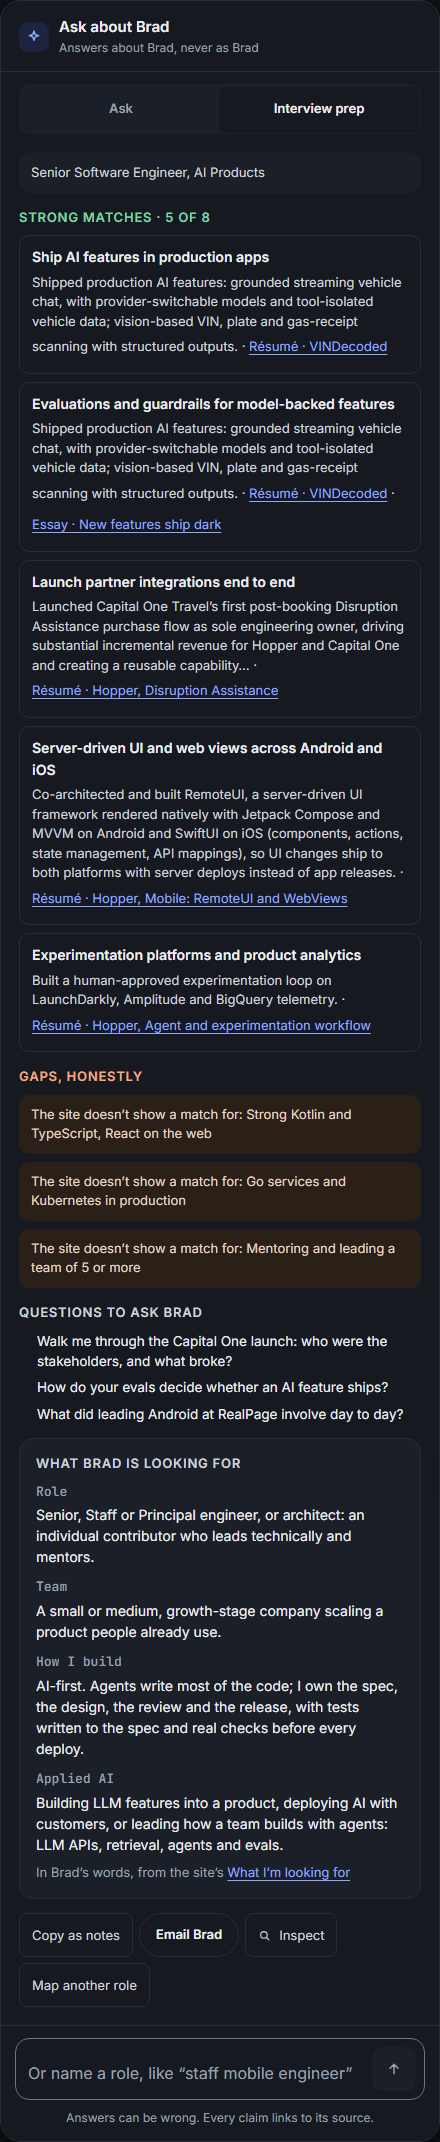 Ask about Brad
Answers about Brad, never as Brad
Ask
Interview prep
Senior Software Engineer, AI Products
STRONG MATCHES · 5 OF 8
Ship AI features in production apps
Shipped production AI features: grounded streaming vehicle
chat, with provider-switchable models and tool-isolated
vehicle data; vision-based VIN, plate and gas-receipt
scanning with structured outputs. · Résumé · VINDecoded
Evaluations and guardrails for model-backed features
Shipped production AI features: grounded streaming vehicle
chat, with provider-switchable models and tool-isolated
vehicle data; vision-based VIN, plate and gas-receipt
scanning with structured outputs. · Résumé · VINDecoded ·
Essay · New features ship dark
Launch partner integrations end to end
Launched Capital One Travel’s first post-booking Disruption
Assistance purchase flow as sole engineering owner, driving
substantial incremental revenue for Hopper and Capital One
and creating a reusable capability… ·
Résumé · Hopper, Disruption Assistance
Server-driven UI and web views across Android and
iOS
Co-architected and built RemoteUI, a server-driven UI
framework rendered natively with Jetpack Compose and
MVVM on Android and SwiftUI on iOS (components, actions,
state management, API mappings), so UI changes ship to
both platforms with server deploys instead of app releases. ·
Résumé · Hopper, Mobile: RemoteUI and WebViews
Experimentation platforms and product analytics
Built a human-approved experimentation loop on
LaunchDarkly, Amplitude and BigQuery telemetry. ·
Résumé · Hopper, Agent and experimentation workflow
GAPS, HONESTLY
The site doesn’t show a match for: Strong Kotlin and
TypeScript, React on the web
The site doesn’t show a match for: Go services and
Kubernetes in production
The site doesn’t show a match for: Mentoring and leading a
team of 5 or more
QUESTIONS TO ASK BRAD
Walk me through the Capital One launch: who were the
stakeholders, and what broke?
How do your evals decide whether an AI feature ships?
What did leading Android at RealPage involve day to day?
WHAT BRAD IS LOOKING FOR
Role
Senior, Staff or Principal engineer, or architect: an
individual contributor who leads technically and
mentors.
Team
A small or medium, growth-stage company scaling a
product people already use.
How I build
AI-first. Agents write most of the code; I own the spec,
the design, the review and the release, with tests
written to the spec and real checks before every
deploy.
Applied AI
Building LLM features into a product, deploying AI with
customers, or leading how a team builds with agents:
LLM APIs, retrieval, agents and evals.
In Brad’s words, from the site’s What I’m looking for
Copy as notes
Email Brad
Inspect
Map another role
Or name a role, like “staff mobile engineer”
Answers can be wrong. Every claim links to its source.